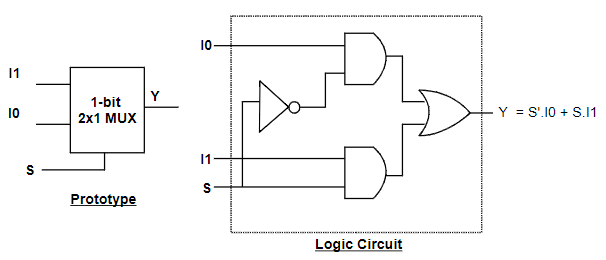 I1
I0
S
1-bit
2x1 MUX
Y
Prototype
I0
I1
S
Y = S'.I0 + S.I1
Logic Circuit